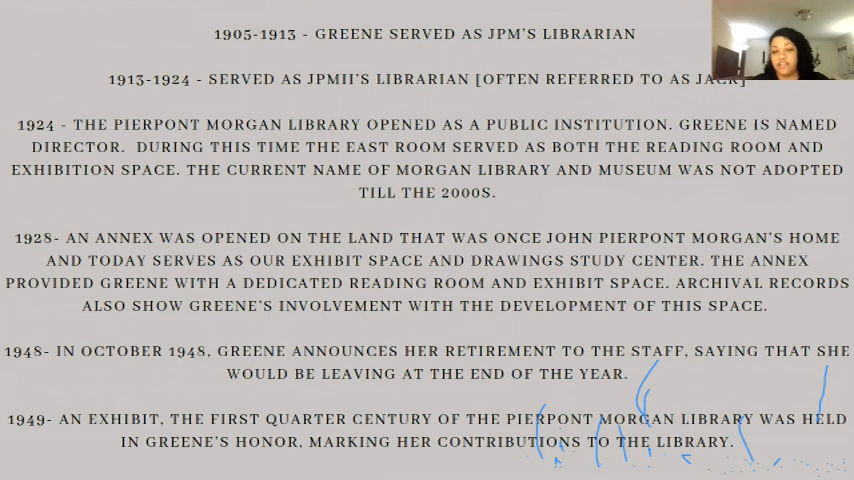 1905-1913 - GREENE SERVED AS JPM'S LIBRARIAN
1913-1924 - SERVED AS JPMII'S LIBRARIAN [OFTEN REFERRED TO AS JACK]
1924 - THE PIERPONT MORGAN LIBRARY OPENED AS A PUBLIC INSTITUTION. GREENE IS NAMED
DIRECTOR. DURING THIS TIME THE EAST ROOM SERVED AS BOTH THE READING ROOM AND
EXHIBITION SPACE. THE CURRENT NAME OF MORGAN LIBRARY AND MUSEUM WAS NOT ADOPTED
TILL THE 2000S.
1928- AN ANNEX WAS OPENED ON THE LAND THAT WAS ONCE JOHN PIERPONT MORGAN'S HOME
AND TODAY SERVES AS OUR EXHIBIT SPACE AND DRAWINGS STUDY CENTER. THE ANNEX
PROVIDED GREENE WITH A DEDICATED READING ROOM AND EXHIBIT SPACE. ARCHIVAL RECORDS
ALSO SHOW GREENE'S INVOLVEMENT WITH THE DEVELOPMENT OF THIS SPACE.
1948- IN OCTOBER 1948, GREENE ANNOUNCES HER RETIREMENT TO THE STAFF, SAYING THAT SHE
WOULD BE LEAVING AT THE END OF THE YEAR.
1949- AN EXHIBIT, THE FIRST QUARTER CENTURY OF THE PIERPONT MORGAN LIBRARY WAS HELD
IN GREENE'S HONOR, MARKING HER CONTRIBUTIONS TO THE LIBRARY.